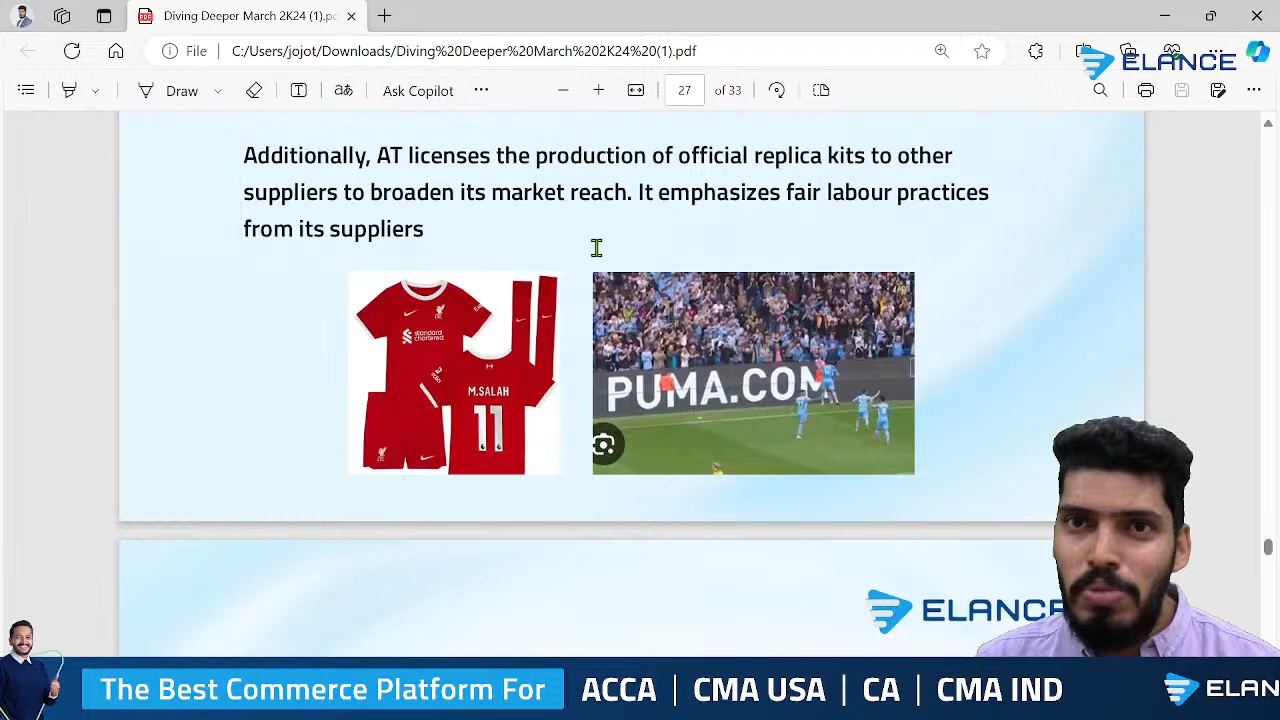 Diving Deeper March 2K24 (1).pd
File
C:/Users/jojot/Downloads/Diving%20Deeper%20March%202K24%20(1).pdf
ELANCE
Draw
Ask Copilot
27
of 33
Additionally, AT licenses the production of official replica kits to other
suppliers to broaden its market reach. It emphasizes fair labour practices
from its suppliers
standard
chartered
M.SALAH
11
PUMA.COM
ELANCE
The Best Commerce Platform For
ACCA | CMA USA | CA | CMA IND
ELAN